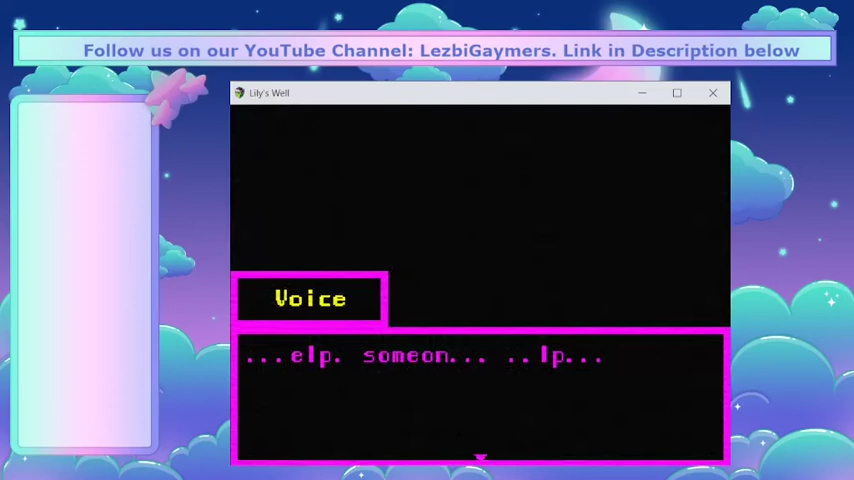 Follow us on our YouTube Channel: LezbiGaymers. Link in Description below
Lily's Well
Voice
...elp. someon... ..lp...